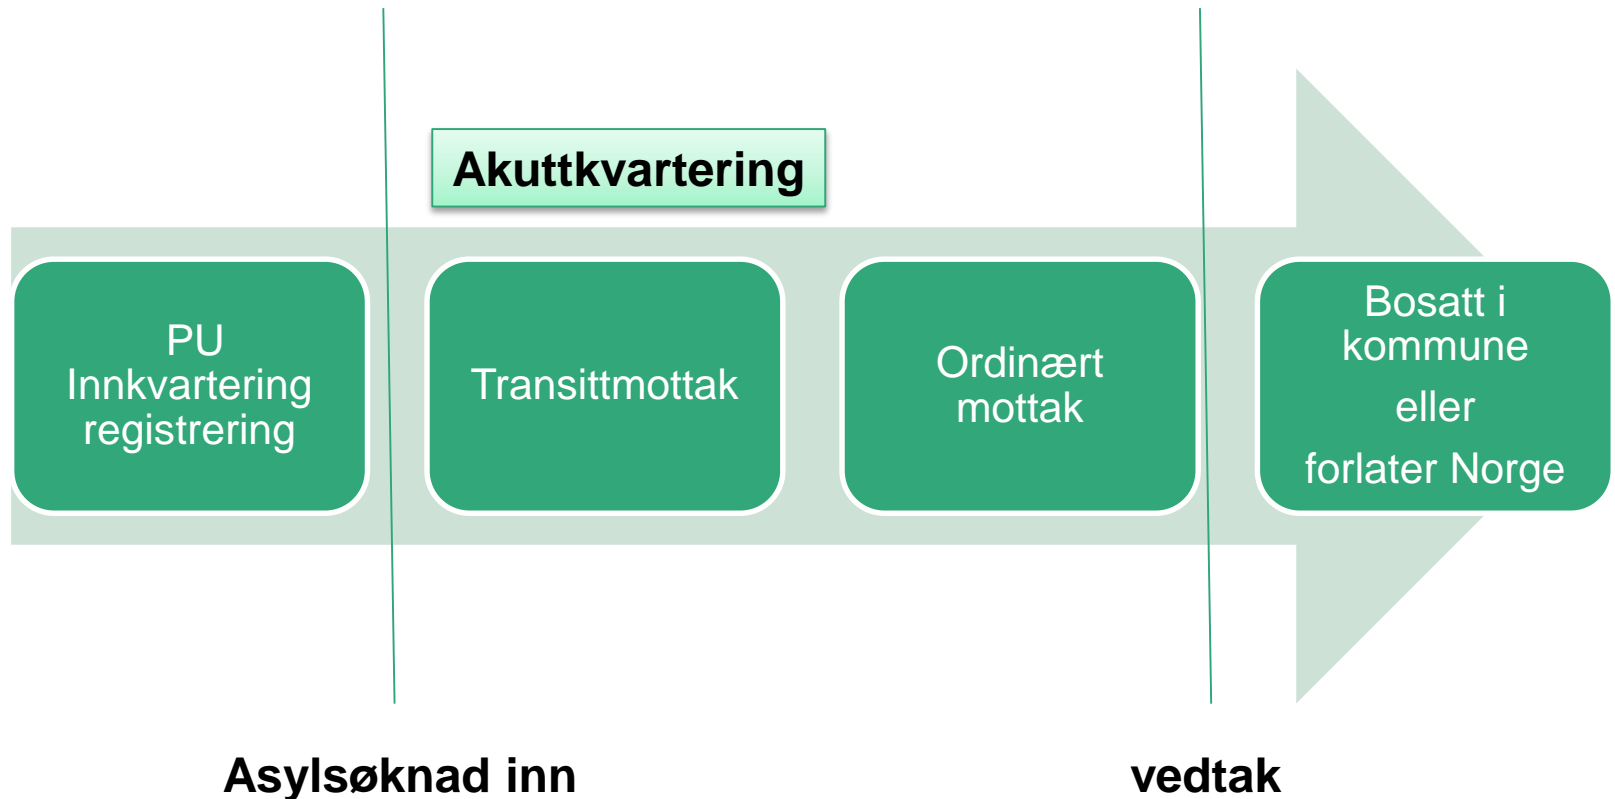 Akuttkvartering
PU
Innkvartering
registrering
Transittmottak
Ordinært
mottak
Bosatt i
kommune
eller
forlater Norge
Asylsøknad inn
vedtak